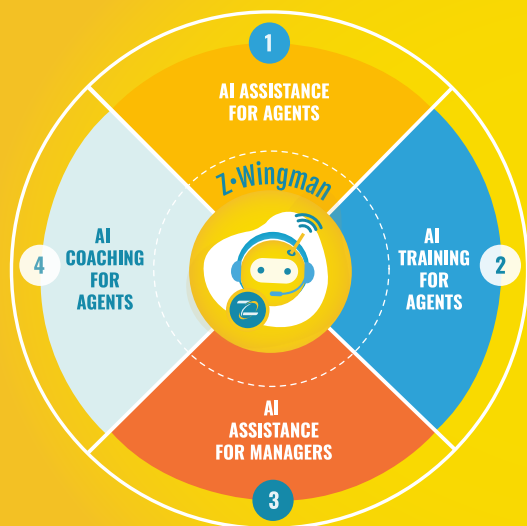 1
AI ASSISTANCE
FOR AGENTS
Z·Wingman
AI
TRAINING
FOR
AGENTS
2
AI
ASSISTANCE
FOR MANAGERS
3
4
AI
COACHING
FOR
AGENTS
Z